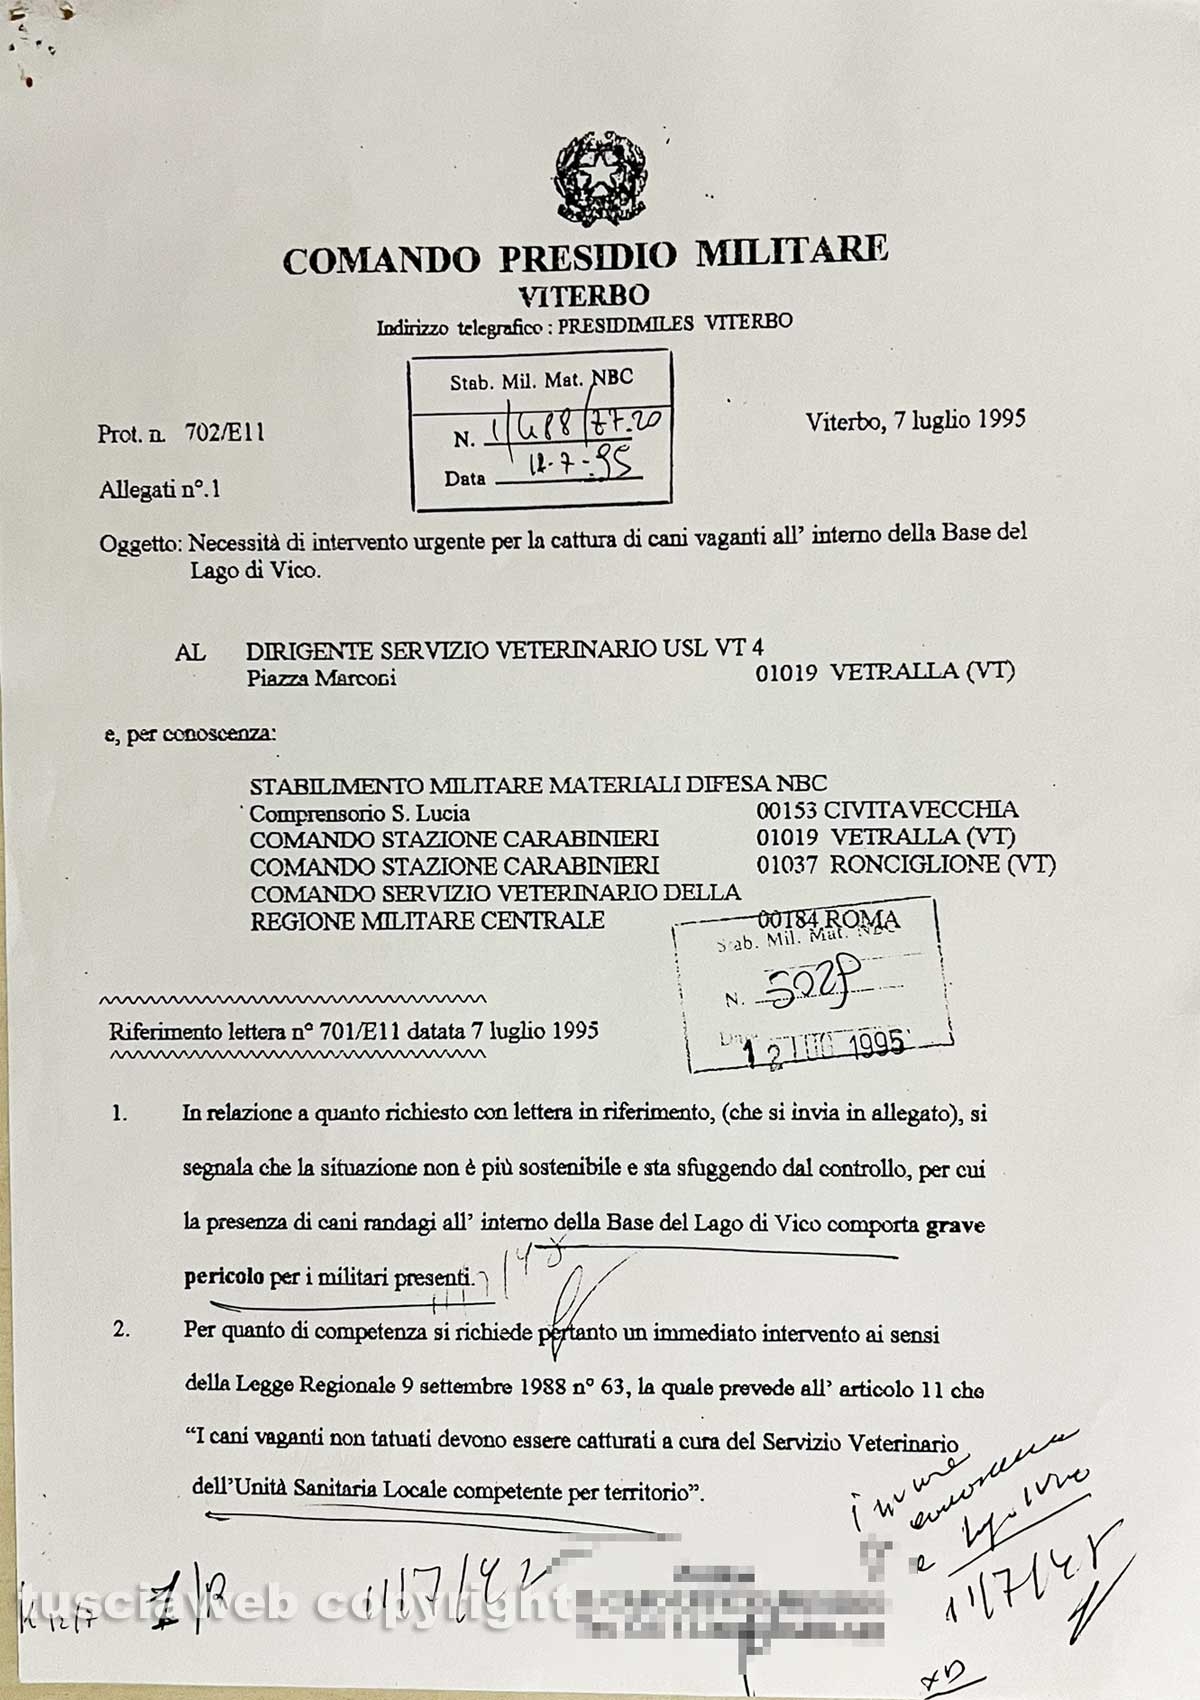 COMANDO PRESIDIO MILITARE
VITERBO
Indirizzo telegrafico : PRESIDIMILES VITERBO
Stab. Mil. Mat. NBC
N. 1/488/77.20
Data 12-7-95
Prot. n. 702/E11
Viterbo, 7 luglio 1995
Allegati n°.1
Oggetto: Necessità di intervento urgente per la cattura di cani vaganti all' interno della Base del
Lago di Vico.
AL DIRIGENTE SERVIZIO VETERINARIO USL VT 4
Piazza Marconi 01019 VETRALLA (VT)
e, per conoscenza:
STABILIMENTO MILITARE MATERIALI DIFESA NBC
Comprensorio S. Lucia 00153 CIVITAVECCHIA
COMANDO STAZIONE CARABINIERI 01019 VETRALLA (VT)
COMANDO STAZIONE CARABINIERI 01037 RONCIGLIONE (VT)
COMANDO SERVIZIO VETERINARIO DELLA
REGIONE MILITARE CENTRALE 00184 ROMA
Stab. Mil. Mat. NBC
N.
12 LUG 1995
Riferimento lettera n° 701/E11 datata 7 luglio 1995
1. In relazione a quanto richiesto con lettera in riferimento, (che si invia in allegato), si
segnala che la situazione non è più sostenibile e sta sfuggendo dal controllo, per cui
la presenza di cani randagi all' interno della Base del Lago di Vico comporta grave
pericolo per i militari presenti.
2. Per quanto di competenza si richiede pertanto un immediato intervento ai sensi
della Legge Regionale 9 settembre 1988 n° 63, la quale prevede all' articolo 11 che
“I cani vaganti non tatuati devono essere catturati a cura del Servizio Veterinario
dell'Unità Sanitaria Locale competente per territorio”.
tusciaweb copyright